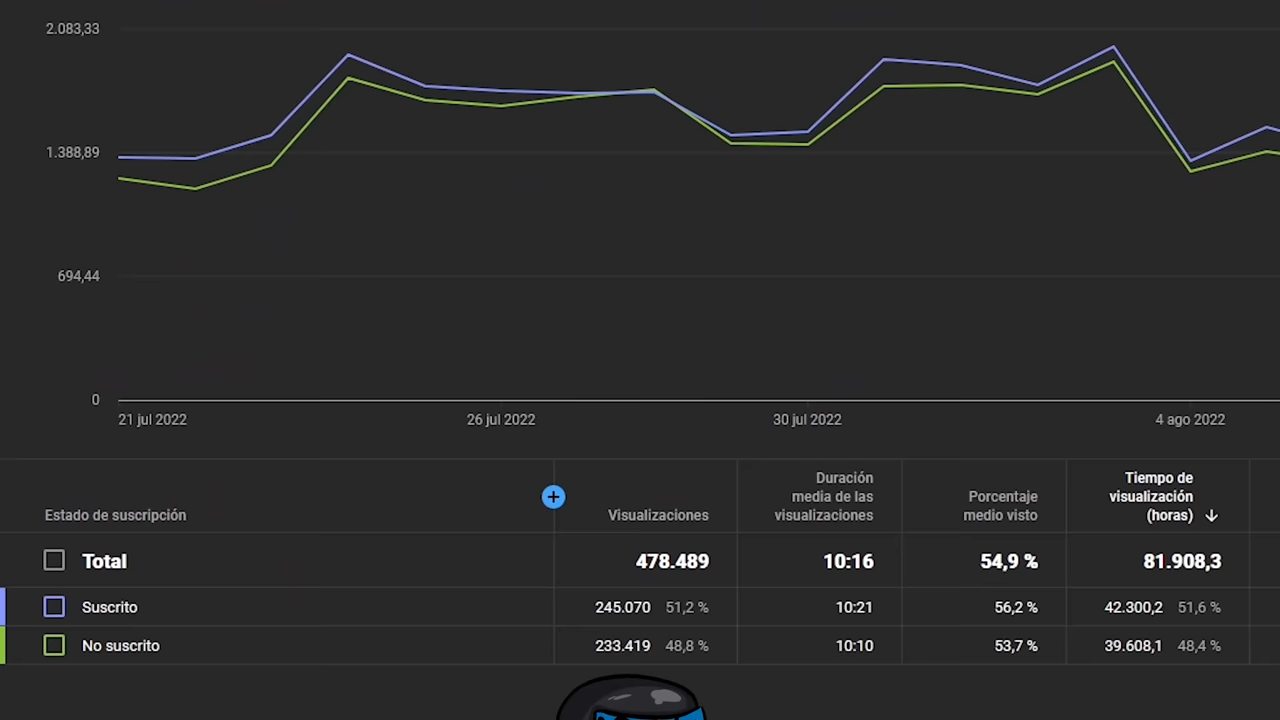 2.083,33
1.388,89
694,44
0
21 jul 2022
26 jul 2022
30 jul 2022
4 ago 2022
Estado de suscripción
Visualizaciones
Duración
media de las
visualizaciones
Porcentaje
medio visto
Tiempo de
visualización
(horas)
Total 478.489 10:16 54,9 % 81.908,3
Suscrito 245.070 51,2 % 10:21 56,2 % 42.300,2 51,6 %
No suscrito 233.419 48,8 % 10:10 53,7 % 39.608,1 48,4 %